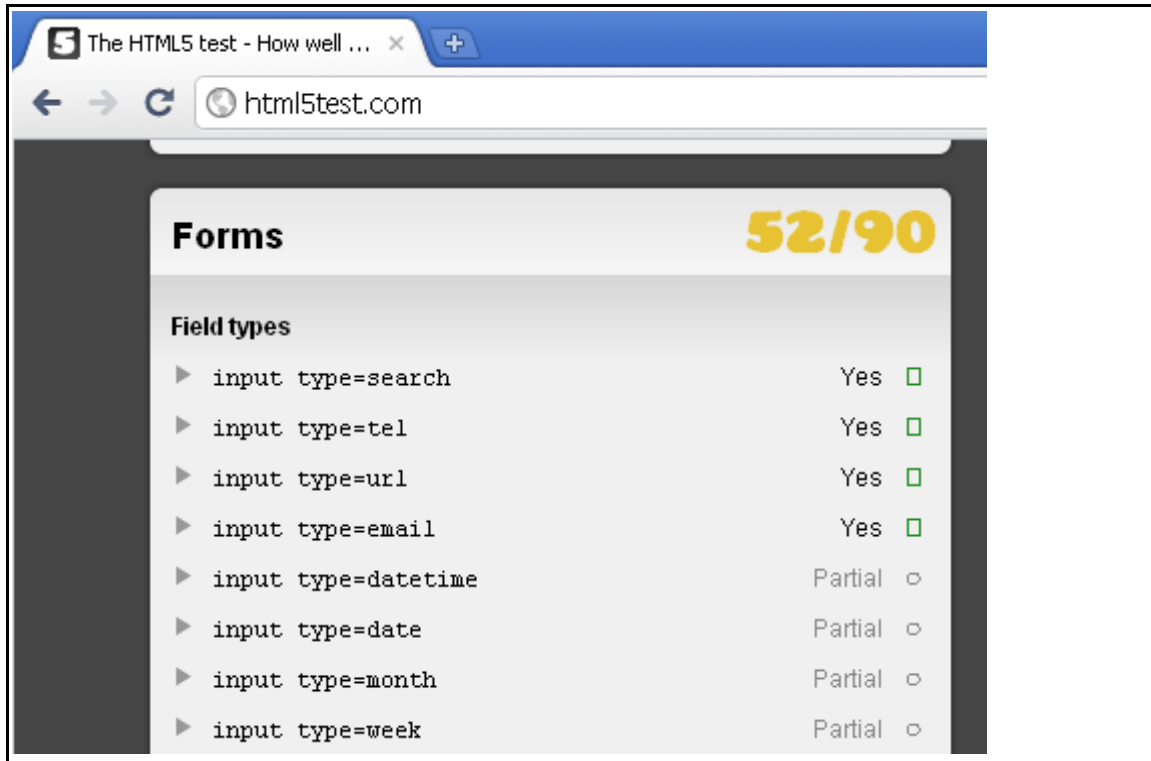 The HTML5 test - How well ...
html5test.com
Forms 52/90
Field types
input type=search Yes
input type=tel Yes
input type=url Yes
input type=email Yes
input type=datetime Partial
input type=date Partial
input type=month Partial
input type=week Partial